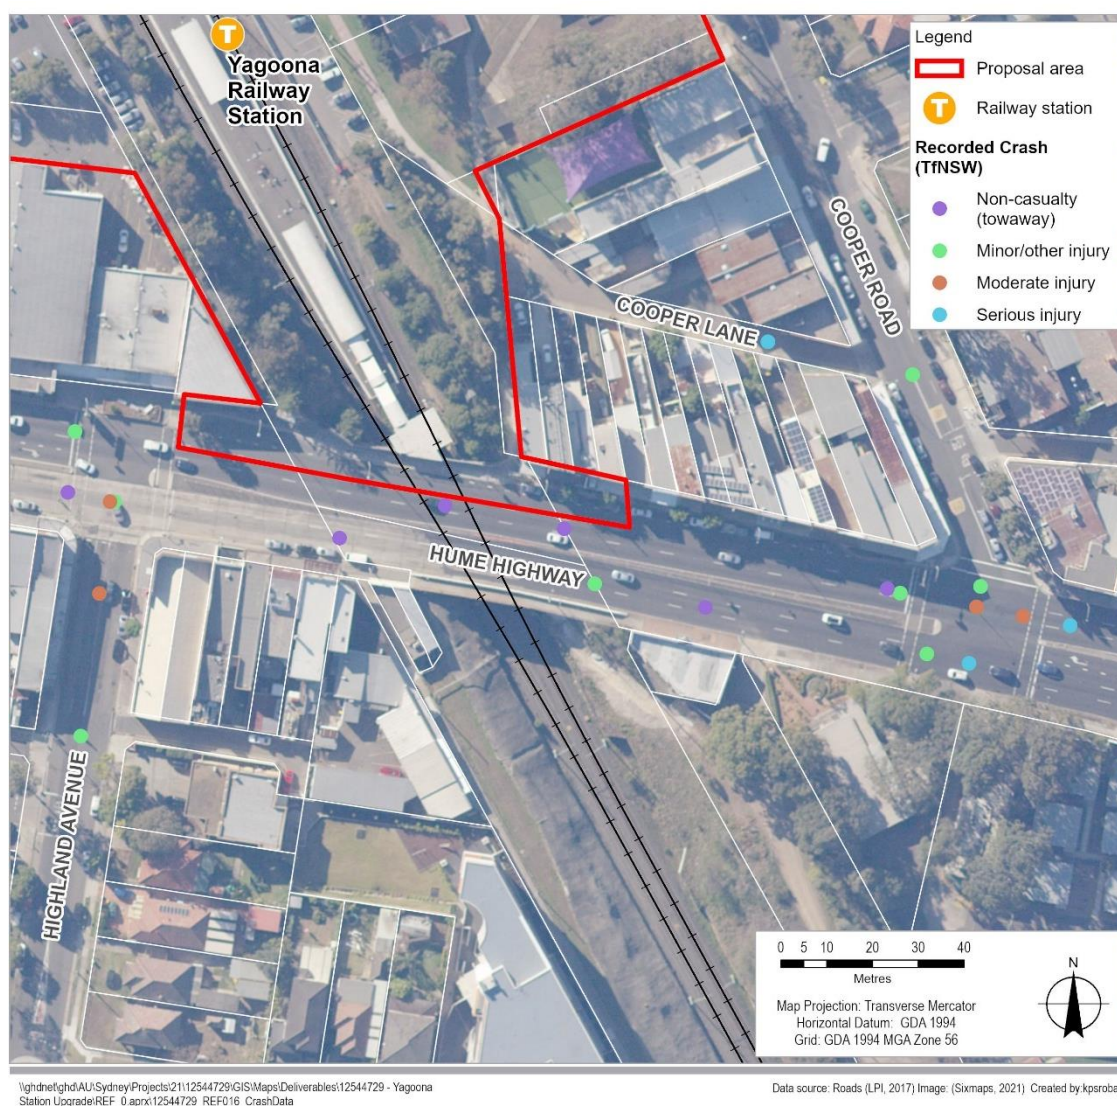 T
Yagoona
Railway
Station
Legend
Proposal area
T
Railway station
Recorded Crash
(TfNSW)
Non-casualty
(towaway)
Minor/other injury
Moderate injury
Serious injury
COOPER ROAD
COOPER LANE
HUME HIGHWAY
HIGHLAND AVENUE
0 5 10 20 30 40
Metres
Map Projection: Transverse Mercator
Horizontal Datum: GDA 1994
Grid: GDA 1994 MGA Zone 56
N
\\ghdnet\ghd\AU\Sydney\Projects\21\12544729\GIS\Maps\Deliverables\12544729 - Yagoona
Station Upgrade\REF_0.aprx\12544729_REF016_CrashData
Data source: Roads (LPI, 2017) Image: (Sixmaps, 2021) Created by:kpsroba